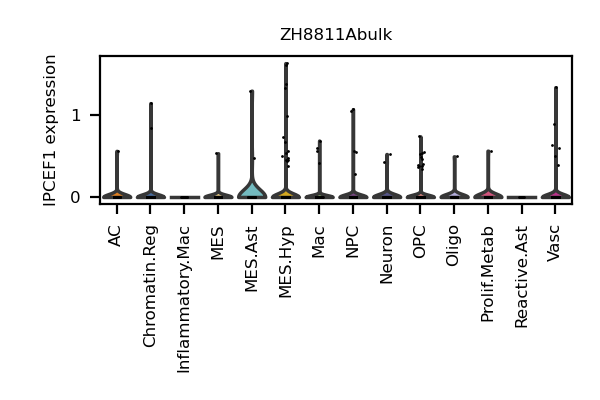 ZH8811Abulk
IPCEF1 expression
1
0
AC
Chromatin.Reg
Inflammatory.Mac
MES
MES.Ast
MES.Hyp
Mac
NPC
Neuron
OPC
Oligo
Prolif.Metab
Reactive.Ast
Vasc